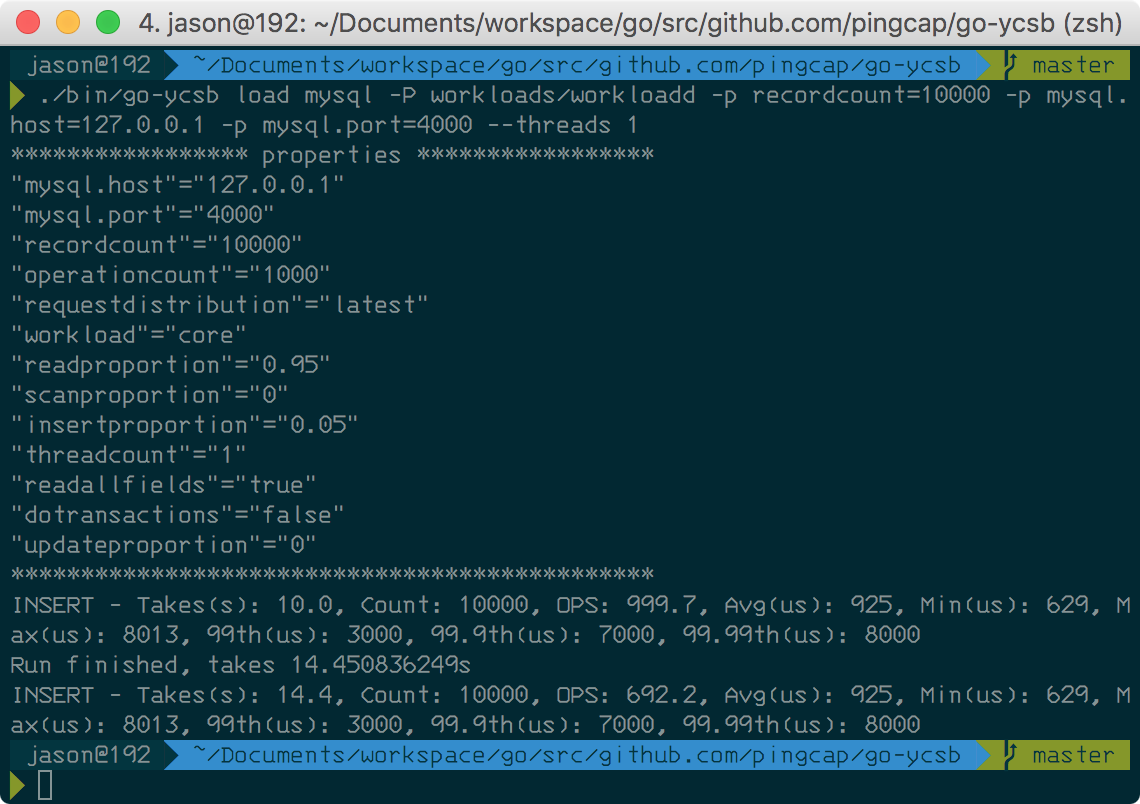 4. jason@192: ~/Documents/workspace/go/src/github.com/pingcap/go-ycsb (zsh)
jason@192 ~/Documents/workspace/go/src/github.com/pingcap/go-ycsb master
./bin/go-ycsb load mysql -P workloads/workloadd -p recordcount=10000 -p mysql.
host=127.0.0.1 -p mysql.port=4000 --threads 1
***************** properties *****************
"mysql.host"="127.0.0.1"
"mysql.port"="4000"
"recordcount"="10000"
"operationcount"="1000"
"requestdistribution"="latest"
"workload"="core"
"readproportion"="0.95"
"scanproportion"="0"
"insertproportion"="0.05"
"threadcount"="1"
"readallfields"="true"
"dotransactions"="false"
"updateproportion"="0"
**********************************************
INSERT - Takes(s): 10.0, Count: 10000, OPS: 999.7, Avg(us): 925, Min(us): 629, M
ax(us): 8013, 99th(us): 3000, 99.9th(us): 7000, 99.99th(us): 8000
Run finished, takes 14.450836249s
INSERT - Takes(s): 14.4, Count: 10000, OPS: 692.2, Avg(us): 925, Min(us): 629, M
ax(us): 8013, 99th(us): 3000, 99.9th(us): 7000, 99.99th(us): 8000
jason@192 ~/Documents/workspace/go/src/github.com/pingcap/go-ycsb master